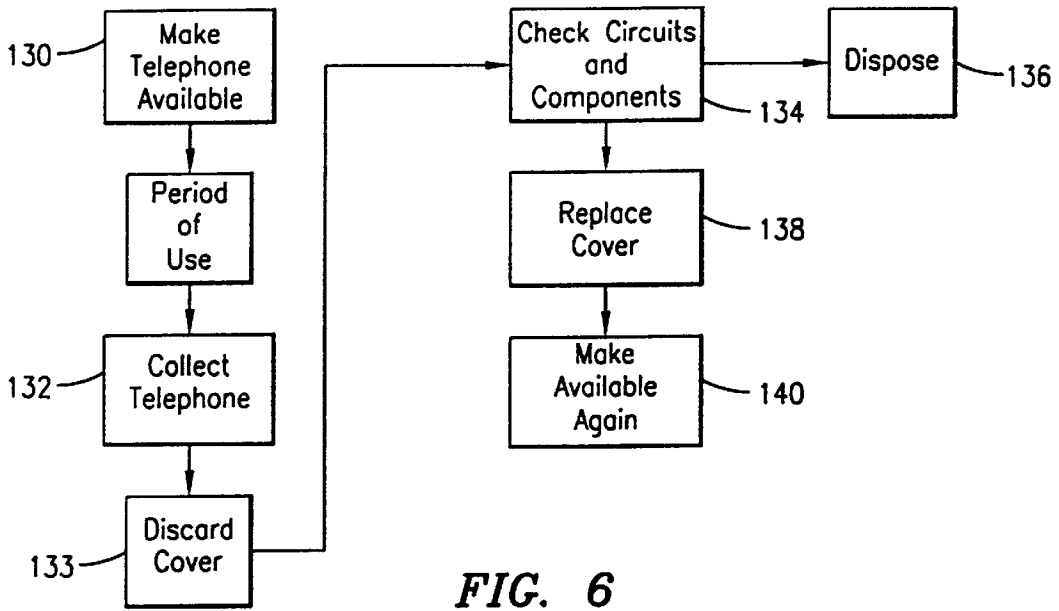 130
Make
Telephone
Available
Period
of
Use
132
Collect
Telephone
133
Discard
Cover
Check Circuits
and
Components
134
Dispose
136
Replace
Cover
138
Make
Available
Again
140
FIG. 6